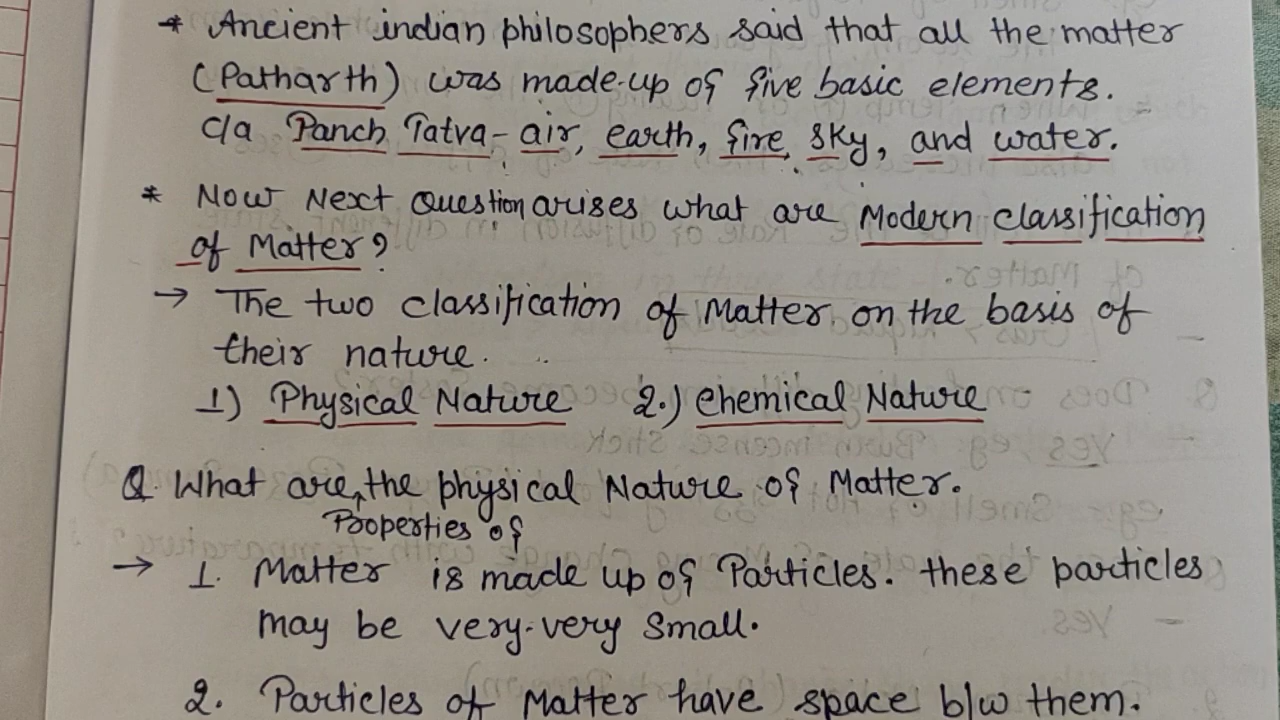 * Ancient indian philosophers said that all the matter
(Patharth) was made-up of five basic elements.
c/a Panch Tatva - air, earth, fire, sky, and water.
* Now Next Question arises what are Modern classification
of Matter?
→ The two classification of Matter on the basis of
their nature.
1) Physical Nature 2.) Chemical Nature
Q. What are the physical Nature of Matter.
Properties of
→ 1. Matter is made up of Particles. these particles
may be very-very small.
2. Particles of Matter have space b/w them.